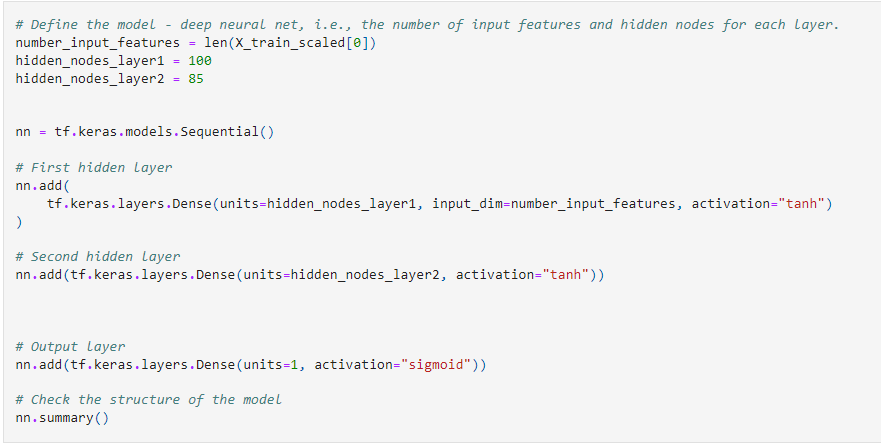 # Define the model - deep neural net, i.e., the number of input features and hidden nodes for each layer.
number_input_features = len(X_train_scaled[0])
hidden_nodes_layer1 = 100
hidden_nodes_layer2 = 85
nn = tf.keras.models.Sequential()
# First hidden layer
nn.add(
    tf.keras.layers.Dense(units=hidden_nodes_layer1, input_dim=number_input_features, activation="tanh")
)
# Second hidden layer
nn.add(tf.keras.layers.Dense(units=hidden_nodes_layer2, activation="tanh"))
# Output layer
nn.add(tf.keras.layers.Dense(units=1, activation="sigmoid"))
# Check the structure of the model
nn.summary()